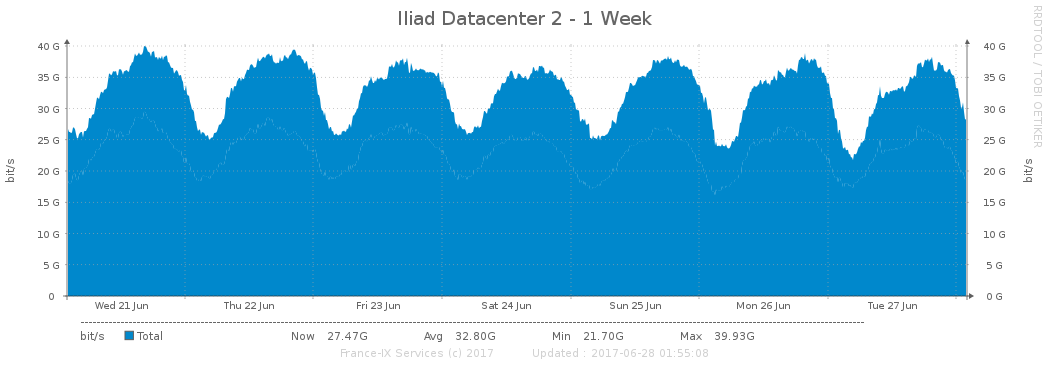 Iliad Datacenter 2 - 1 Week
RRDTOOL / TOBI OETIKER
40 G 40 G
35 G 35 G
30 G 30 G
25 G 25 G
20 G 20 G
15 G 15 G
10 G 10 G
5 G 5 G
0 0 G
bit/s bit/s
Wed 21 Jun Thu 22 Jun Fri 23 Jun Sat 24 Jun Sun 25 Jun Mon 26 Jun Tue 27 Jun
bit/s Total Now 27.47G Avg 32.80G Min 21.70G Max 39.93G
France-IX Services (c) 2017 Updated : 2017-06-28 01:55:08